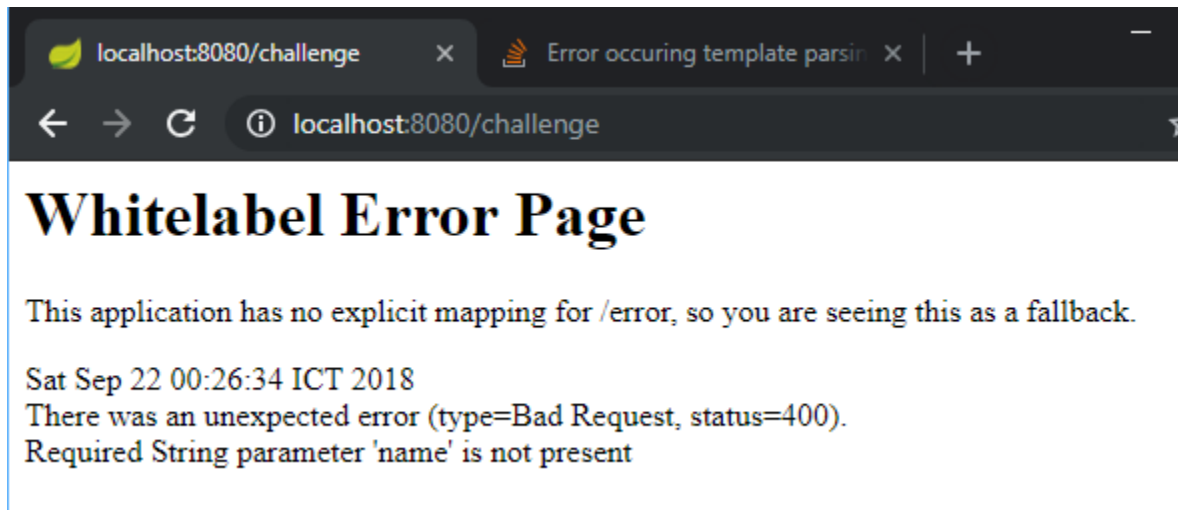 localhost:8080/challenge
Error occuring template parsin
localhost:8080/challenge
Whitelabel Error Page
This application has no explicit mapping for /error, so you are seeing this as a fallback.
Sat Sep 22 00:26:34 ICT 2018
There was an unexpected error (type=Bad Request, status=400).
Required String parameter 'name' is not present